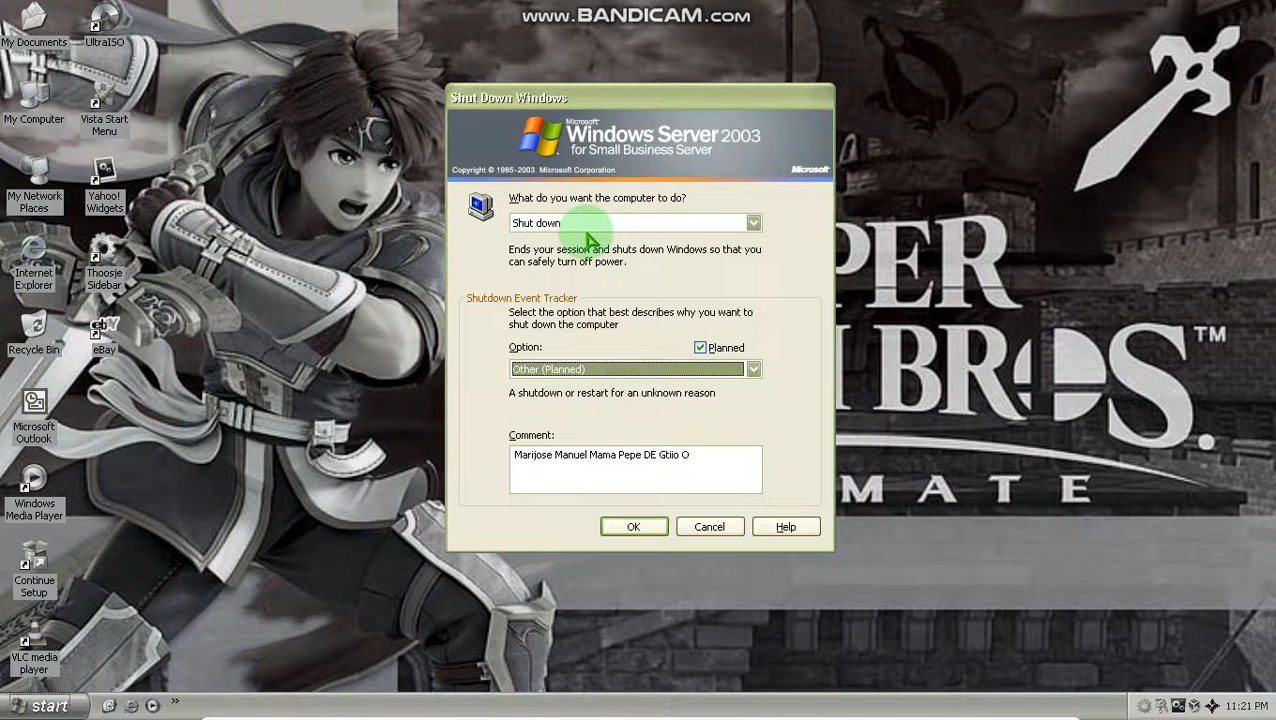 www.BANDICAM.com
My Documents
UltraISO
My Computer
Vista Start
Menu
My Network
Places
Yahoo!
Widgets
Internet
Explorer
Thoosje
Sidebar
Recycle Bin
eBay
Microsoft
Outlook
Windows
Media Player
Continue
Setup
VLC media
player
Shut Down Windows
Microsoft
Windows Server 2003
for Small Business Server
Copyright © 1985-2003 Microsoft Corporation
Microsoft
What do you want the computer to do?
Shut down
Ends your session and shuts down Windows so that you
can safely turn off power.
Shutdown Event Tracker
Select the option that best describes why you want to
shut down the computer
Option:
Planned
Other (Planned)
A shutdown or restart for an unknown reason
Comment:
Marijose Manuel Mama Pepe DE Gtiio O
OK
Cancel
Help
PER
BROS.™
MATE
start
11:21 PM